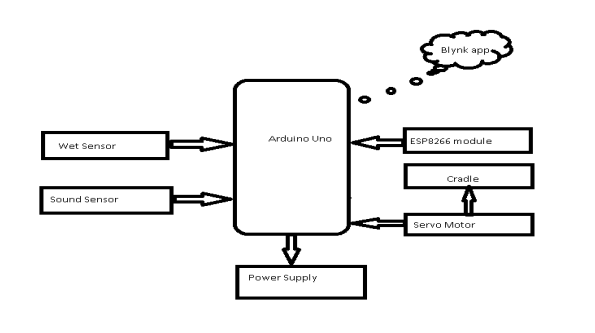 Blynk app
Arduino Uno
Wet Sensor
ESP8266 module
Cradle
Sound Sensor
Servo Motor
Power Supply